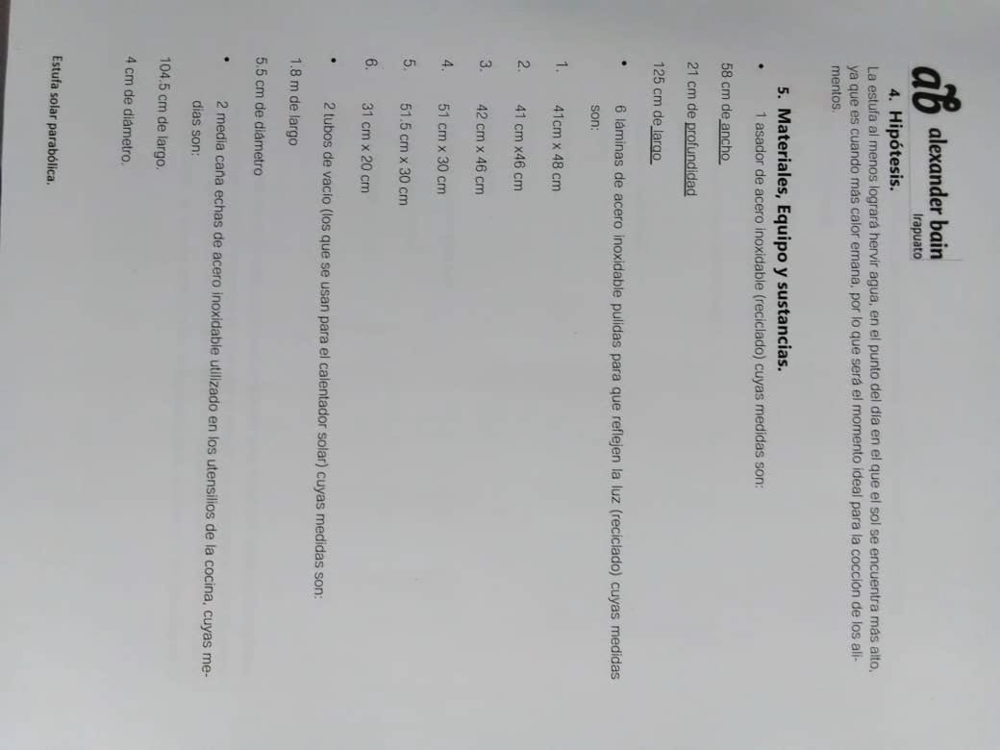 ab alexander bain
Irapuato
4. Hipótesis.
La estufa al menos logrará hervir agua, en el punto del día en el que el sol se encuentra más alto,
ya que es cuando más calor emana, por lo que será el momento ideal para la cocción de los ali-
mentos.
5. Materiales, Equipo y sustancias.
• 1 asador de acero inoxidable (reciclado) cuyas medidas son:
58 cm de ancho
21 cm de profundidad
125 cm de largo
• 6 láminas de acero inoxidable pulidas para que reflejen la luz (reciclado) cuyas medidas
son:
1. 41cm x 48 cm
2. 41 cm x46 cm
3. 42 cm x 46 cm
4. 51 cm x 30 cm
5. 51.5 cm x 30 cm
6. 31 cm x 20 cm
• 2 tubos de vacío (los que se usan para el calentador solar) cuyas medidas son:
1.8 m de largo
5.5 cm de diámetro
• 2 media caña echas de acero inoxidable utilizado en los utensilios de la cocina, cuyas me-
dias son:
104.5 cm de largo.
4 cm de diámetro.
Estufa solar parabólica.